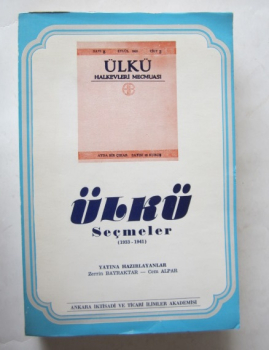 ÜLKÜ
HALKEVLERİ MECMUASI
ÜLKÜ
Seçmeler
(1933 - 1941)
YAYINA HAZIRLAYANLAR
Zerrin BAYRAKTAR — Cem ALPAR
ANKARA İKTİSADİ VE TİCARİ İLİMLER AKADEMİSİ